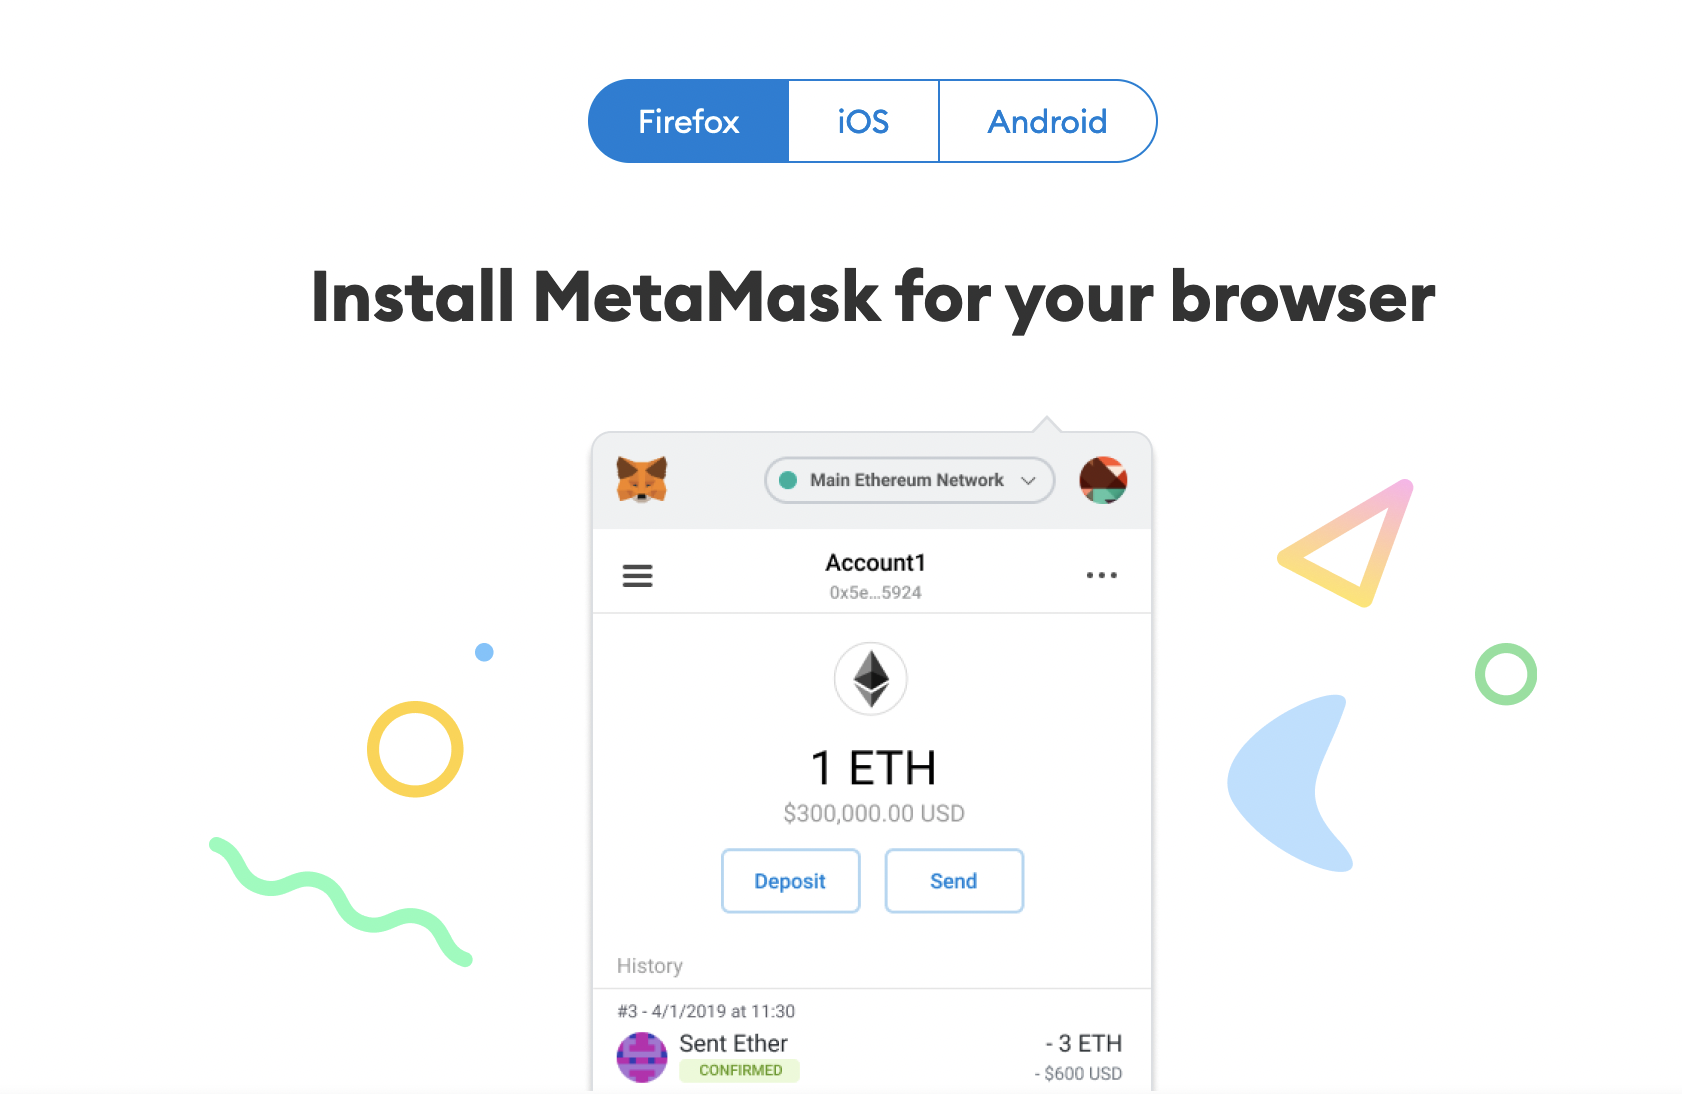 Firefox iOS Android
Install MetaMask for your browser
Main Ethereum Network
Account1
0x5e...5924
1 ETH
$300,000.00 USD
Deposit Send
History
#3 - 4/1/2019 at 11:30
Sent Ether - 3 ETH
CONFIRMED - $600 USD